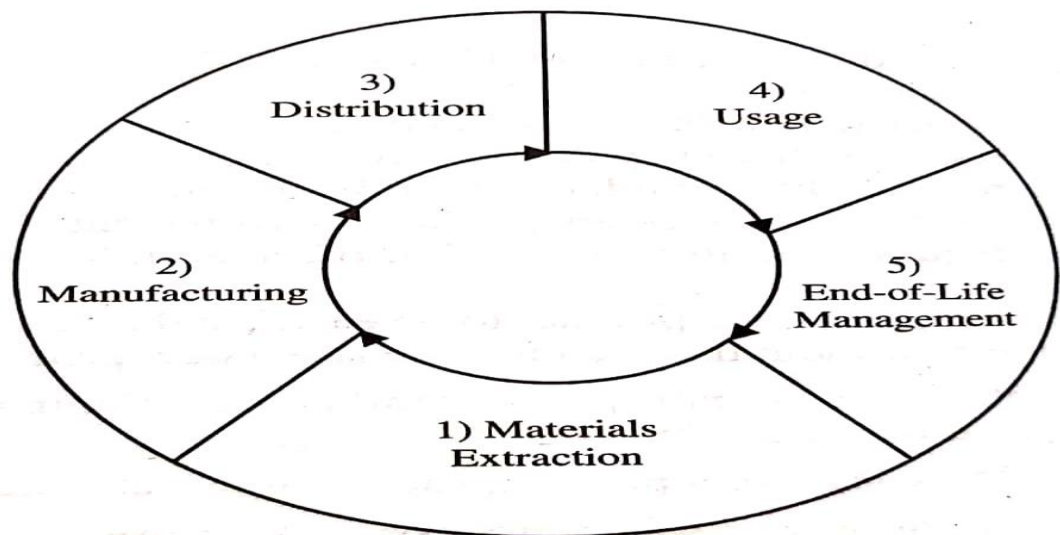 3)
Distribution
4)
Usage
2)
Manufacturing
5)
End-of-Life
Management
1) Materials
Extraction